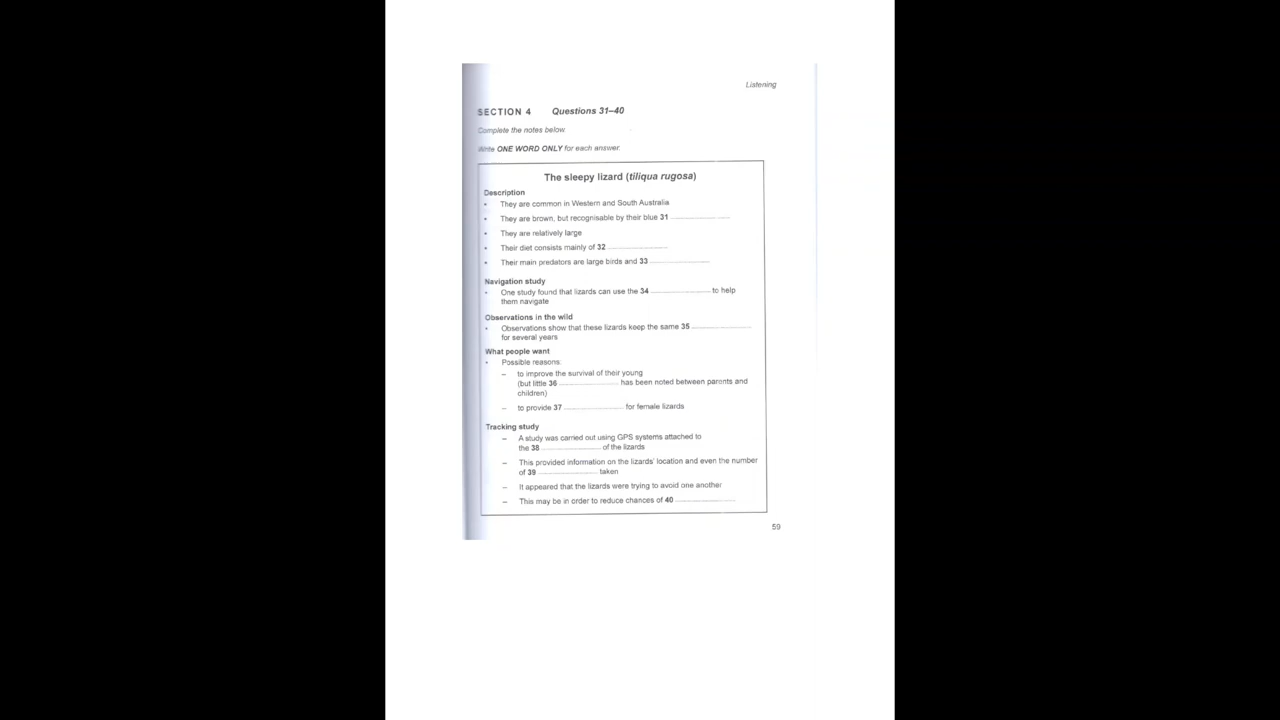 Listening
SECTION 4 Questions 31–40
Complete the notes below.
Write ONE WORD ONLY for each answer.
The sleepy lizard (tiliqua rugosa)
Description
• They are common in Western and South Australia
• They are brown, but recognisable by their blue 31 ....................
• They are relatively large
• Their diet consists mainly of 32 ....................
• Their main predators are large birds and 33 ....................
Navigation study
• One study found that lizards can use the 34 .................... to help
them navigate
Observations in the wild
• Observations show that these lizards keep the same 35 ....................
for several years
What people want
• Possible reasons:
– to improve the survival of their young
(but little 36 .................... has been noted between parents and
children)
– to provide 37 .................... for female lizards
Tracking study
– A study was carried out using GPS systems attached to
the 38 .................... of the lizards
– This provided information on the lizards' location and even the number
of 39 .................... taken
– It appeared that the lizards were trying to avoid one another
– This may be in order to reduce chances of 40 ....................
59